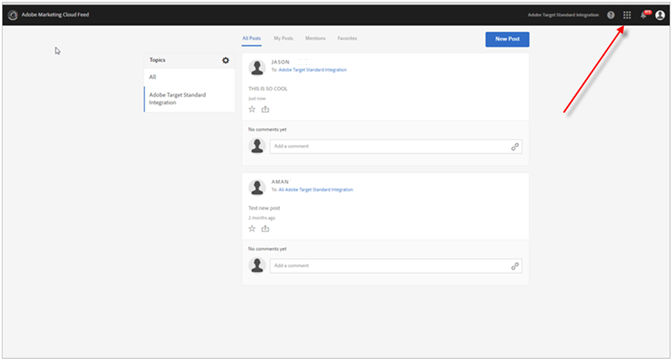 Adobe Marketing Cloud Feed
Adobe Target Standard Integration
All Posts
My Posts
Mentions
Favorites
New Post
Topics
All
Adobe Target Standard
Integration
JASON
To: Adobe Target Standard Integration
THIS IS SO COOL
Just now
No comments yet
Add a comment
AMAN
To: All Adobe Target Standard Integration
Test new post
2 months ago
No comments yet
Add a comment